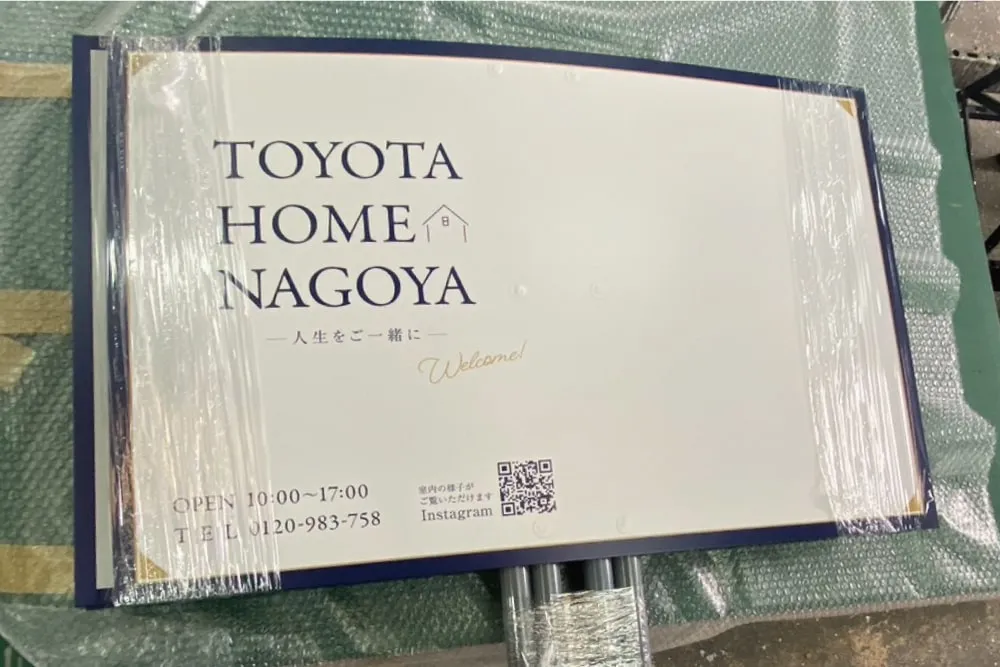 TOYOTA
HOME
NAGOYA
―人生をご一緒に―
Welcome!
OPEN 10:00～17:00
TEL 0120-983-758
室内の様子が
ご覧いただけます
Instagram